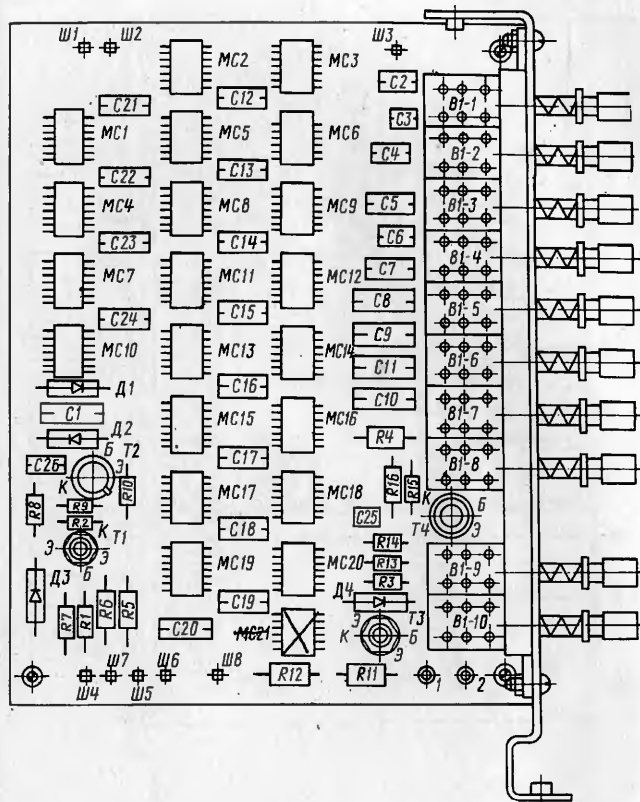 Ш1 Ш2 Ш3
МС2 МС3
С2
С21 С12 В1-1
С3
МС1 МС5 МС6
С4 В1-2
С22 С13
МС4 МС8 МС9 С5 В1-3
С23 С14 С6
В1-4
МС7 МС11 МС12 С7
С8 В1-5
С24 С15
С9
МС10 МС13 МС14 В1-6
С11
Д1 С16
С10
С1 МС15 МС16 В1-7
Д2 R4
Б Т2
С26 Э С17 В1-8
К R10 R16 R15
R8 R9 МС17 МС18 К Б
R2 С25 Т4 Э
К Т1 С18
Э Э R14
Б МС19 МС20 R13 В1-9
Д3 R3
Д4
R7 R1 R6 R5 С19 Т3 В1-10
С20 МС21 Э
К Б
Э
Ш7 Ш6 Ш8
R12 R11
Ш4 Ш5 1 2